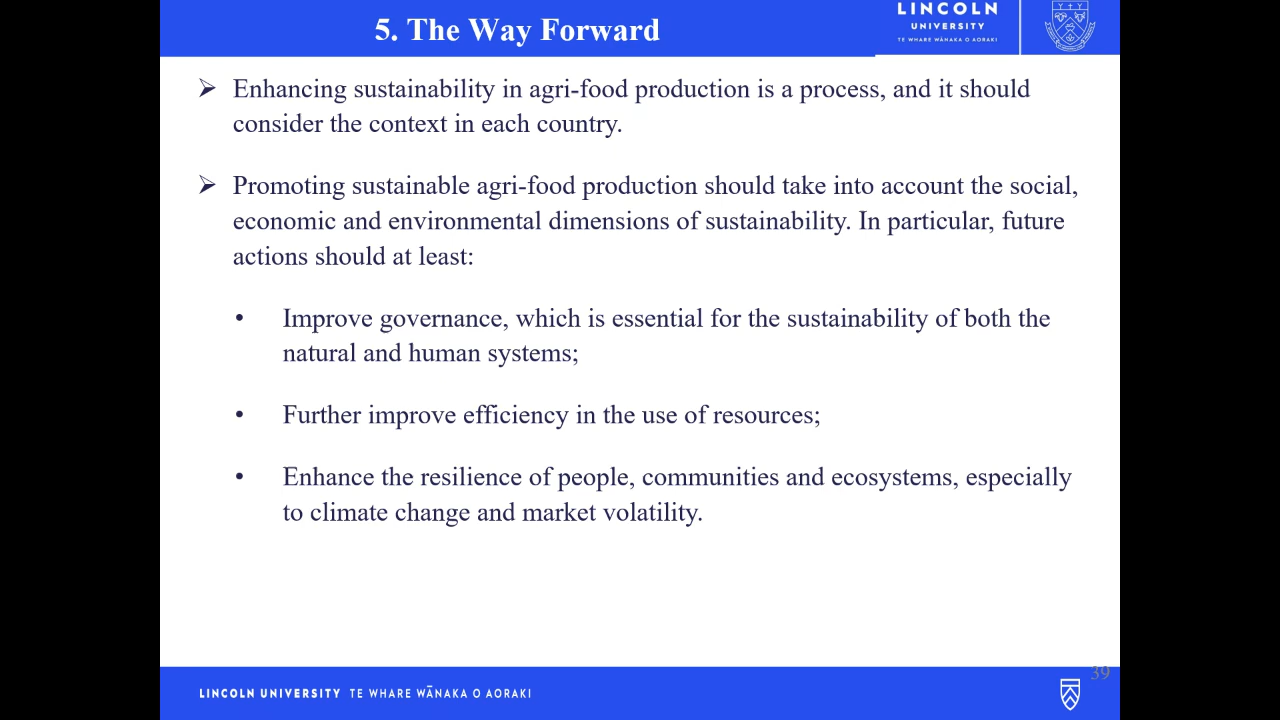 5. The Way Forward
LINCOLN
UNIVERSITY
TE WHARE WĀNAKA O AORAKI
➢ Enhancing sustainability in agri-food production is a process, and it should
consider the context in each country.
➢ Promoting sustainable agri-food production should take into account the social,
economic and environmental dimensions of sustainability. In particular, future
actions should at least:
• Improve governance, which is essential for the sustainability of both the
natural and human systems;
• Further improve efficiency in the use of resources;
• Enhance the resilience of people, communities and ecosystems, especially
to climate change and market volatility.
39
LINCOLN UNIVERSITY TE WHARE WĀNAKA O AORAKI